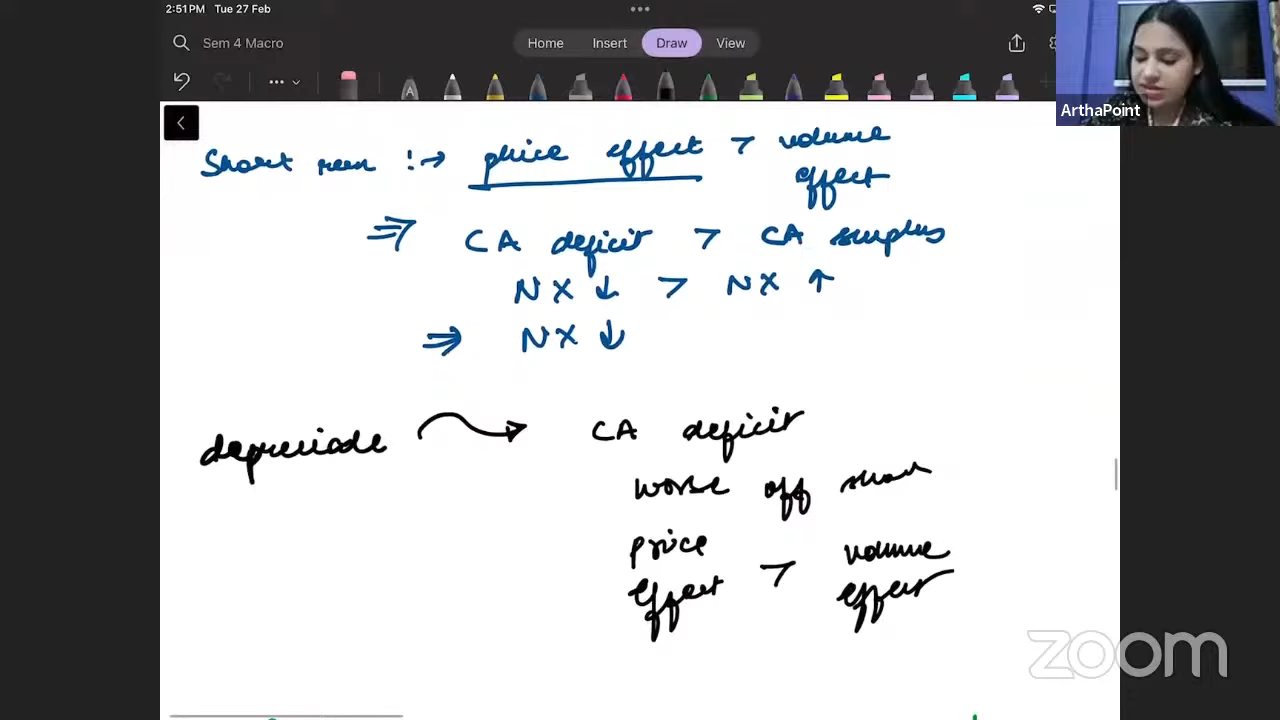 2:51 PM Tue 27 Feb
Sem 4 Macro
Home Insert Draw View
A
ArthaPoint
Short run :→ price effect > volume
effect
⇒ CA deficit > CA surplus
NX ↓ > NX ↑
⇒ NX ↓
depreciate → CA deficit
worse off short
price
effect > volume
effect
zoom